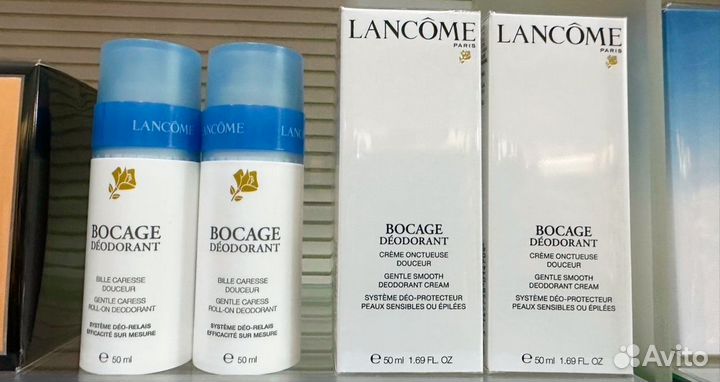 LANCÔME
BOCAGE
DÉODORANT
BILLE CARESSE
DOUCEUR
GENTLE CARESS
ROLL-ON DEODORANT
SYSTÈME DÉO-RELAIS
EFFICACITÉ SUR MESURE
℮ 50 ml
LANCÔME
LANCÔME
BOCAGE
DÉODORANT
BILLE CARESSE
DOUCEUR
GENTLE CARESS
ROLL-ON DEODORANT
SYSTÈME DÉO-RELAIS
EFFICACITÉ SUR MESURE
℮ 50 ml
LANCÔME
PARIS
BOCAGE
DÉODORANT
CRÈME ONCTUEUSE
DOUCEUR
GENTLE SMOOTH
DEODORANT CREAM
SYSTÈME DÉO-PROTECTEUR
PEAUX SENSIBLES OU ÉPILÉES
℮ 50 ml 1.69 FL. OZ
LANCÔME
PARIS
BOCAGE
DÉODORANT
CRÈME ONCTUEUSE
DOUCEUR
GENTLE SMOOTH
DEODORANT CREAM
SYSTÈME DÉO-PROTECTEUR
PEAUX SENSIBLES OU ÉPILÉES
℮ 50 ml 1.69 FL. OZ
Avito